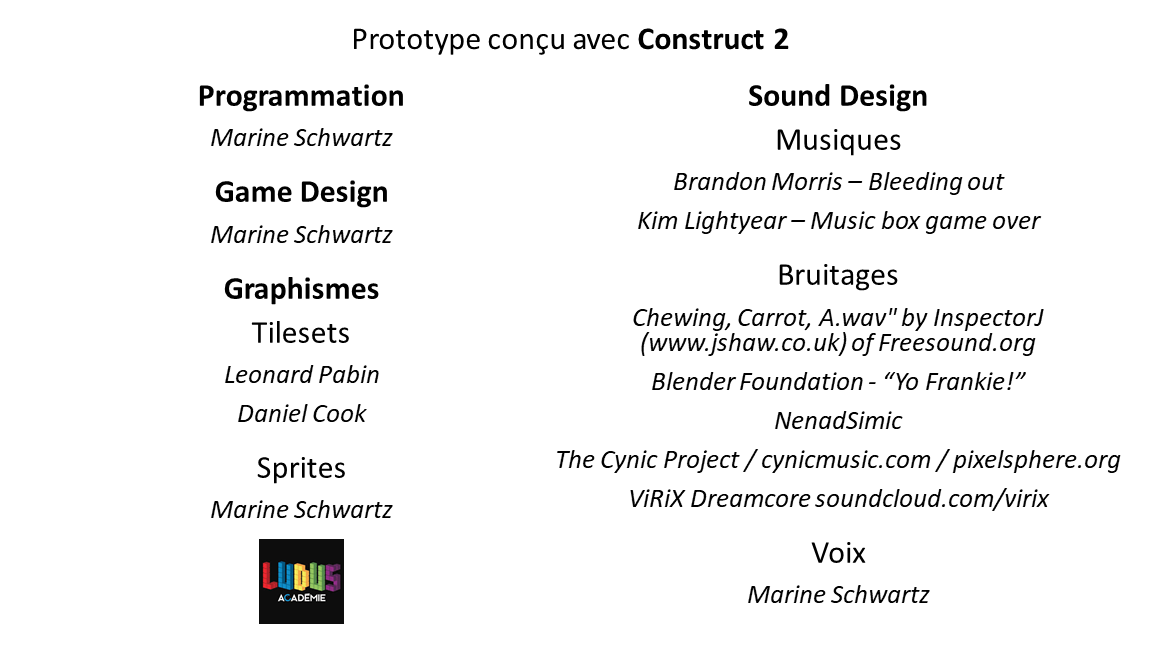 Prototype conçu avec Construct 2
Programmation
Marine Schwartz
Game Design
Marine Schwartz
Graphismes
Tilesets
Leonard Pabin
Daniel Cook
Sprites
Marine Schwartz
LUDUS
ACADÉMIE
Sound Design
Musiques
Brandon Morris – Bleeding out
Kim Lightyear – Music box game over
Bruitages
Chewing, Carrot, A.wav" by InspectorJ
(www.jshaw.co.uk) of Freesound.org
Blender Foundation - “Yo Frankie!”
NenadSimic
The Cynic Project / cynicmusic.com / pixelsphere.org
ViRiX Dreamcore soundcloud.com/virix
Voix
Marine Schwartz